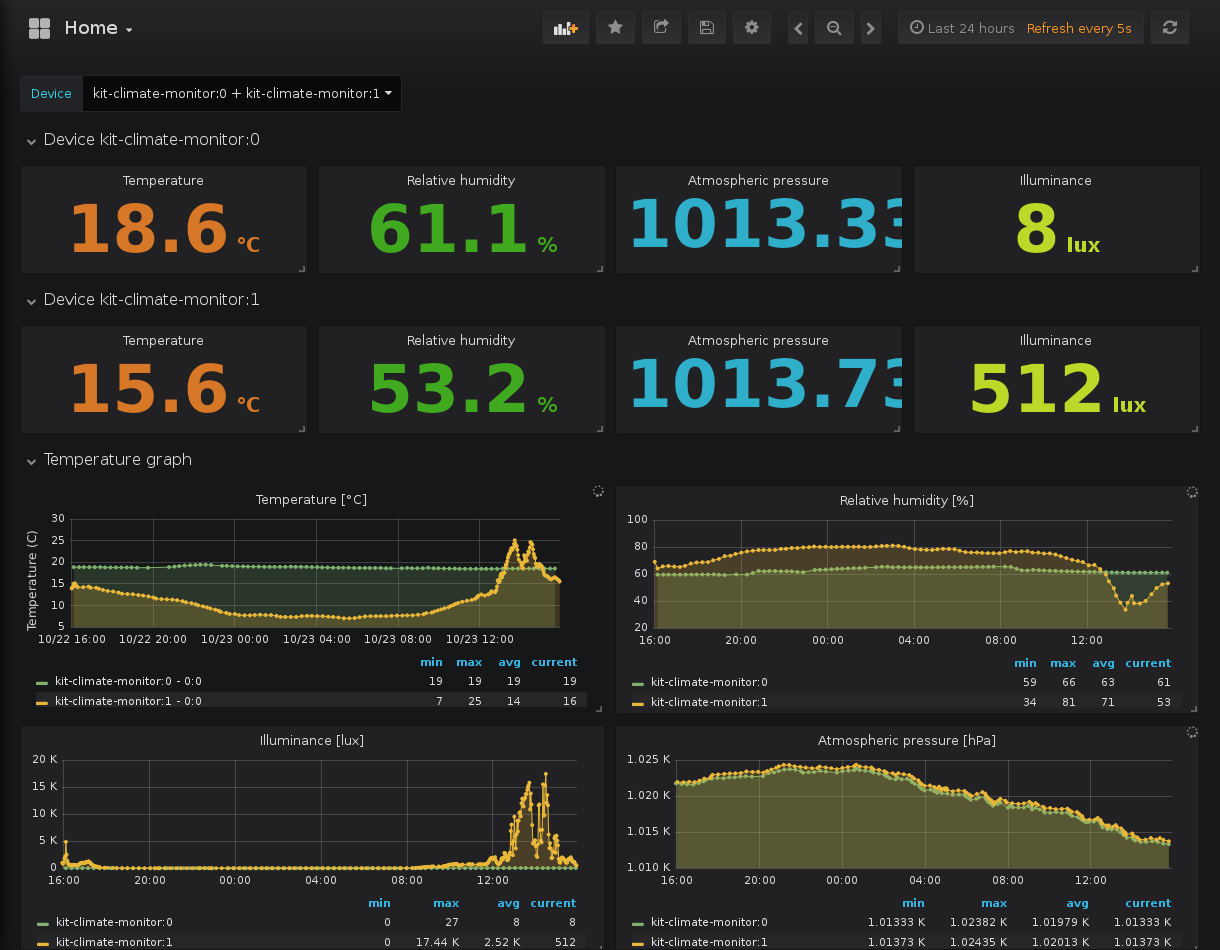 Home
Last 24 hours Refresh every 5s
Device kit-climate-monitor:0 + kit-climate-monitor:1
Device kit-climate-monitor:0
Temperature
18.6 °C
Relative humidity
61.1 %
Atmospheric pressure
1013.33
Illuminance
8 lux
Device kit-climate-monitor:1
Temperature
15.6 °C
Relative humidity
53.2 %
Atmospheric pressure
1013.73
Illuminance
512 lux
Temperature graph
Temperature [°C]
Temperature (C)
30
25
20
15
10
5
10/22 16:00 10/22 20:00 10/23 00:00 10/23 04:00 10/23 08:00 10/23 12:00
min max avg current
kit-climate-monitor:0 - 0:0 19 19 19 19
kit-climate-monitor:1 - 0:0 7 25 14 16
Relative humidity [%]
100
80
60
40
20
16:00 20:00 00:00 04:00 08:00 12:00
min max avg current
kit-climate-monitor:0 59 66 63 61
kit-climate-monitor:1 34 81 71 53
Illuminance [lux]
20 K
15 K
10 K
5 K
0
16:00 20:00 00:00 04:00 08:00 12:00
min max avg current
kit-climate-monitor:0 0 27 8 8
kit-climate-monitor:1 0 17.44 K 2.52 K 512
Atmospheric pressure [hPa]
1.025 K
1.020 K
1.015 K
1.010 K
16:00 20:00 00:00 04:00 08:00 12:00
min max avg current
kit-climate-monitor:0 1.01333 K 1.02382 K 1.01979 K 1.01333 K
kit-climate-monitor:1 1.01373 K 1.02435 K 1.02013 K 1.01373 K